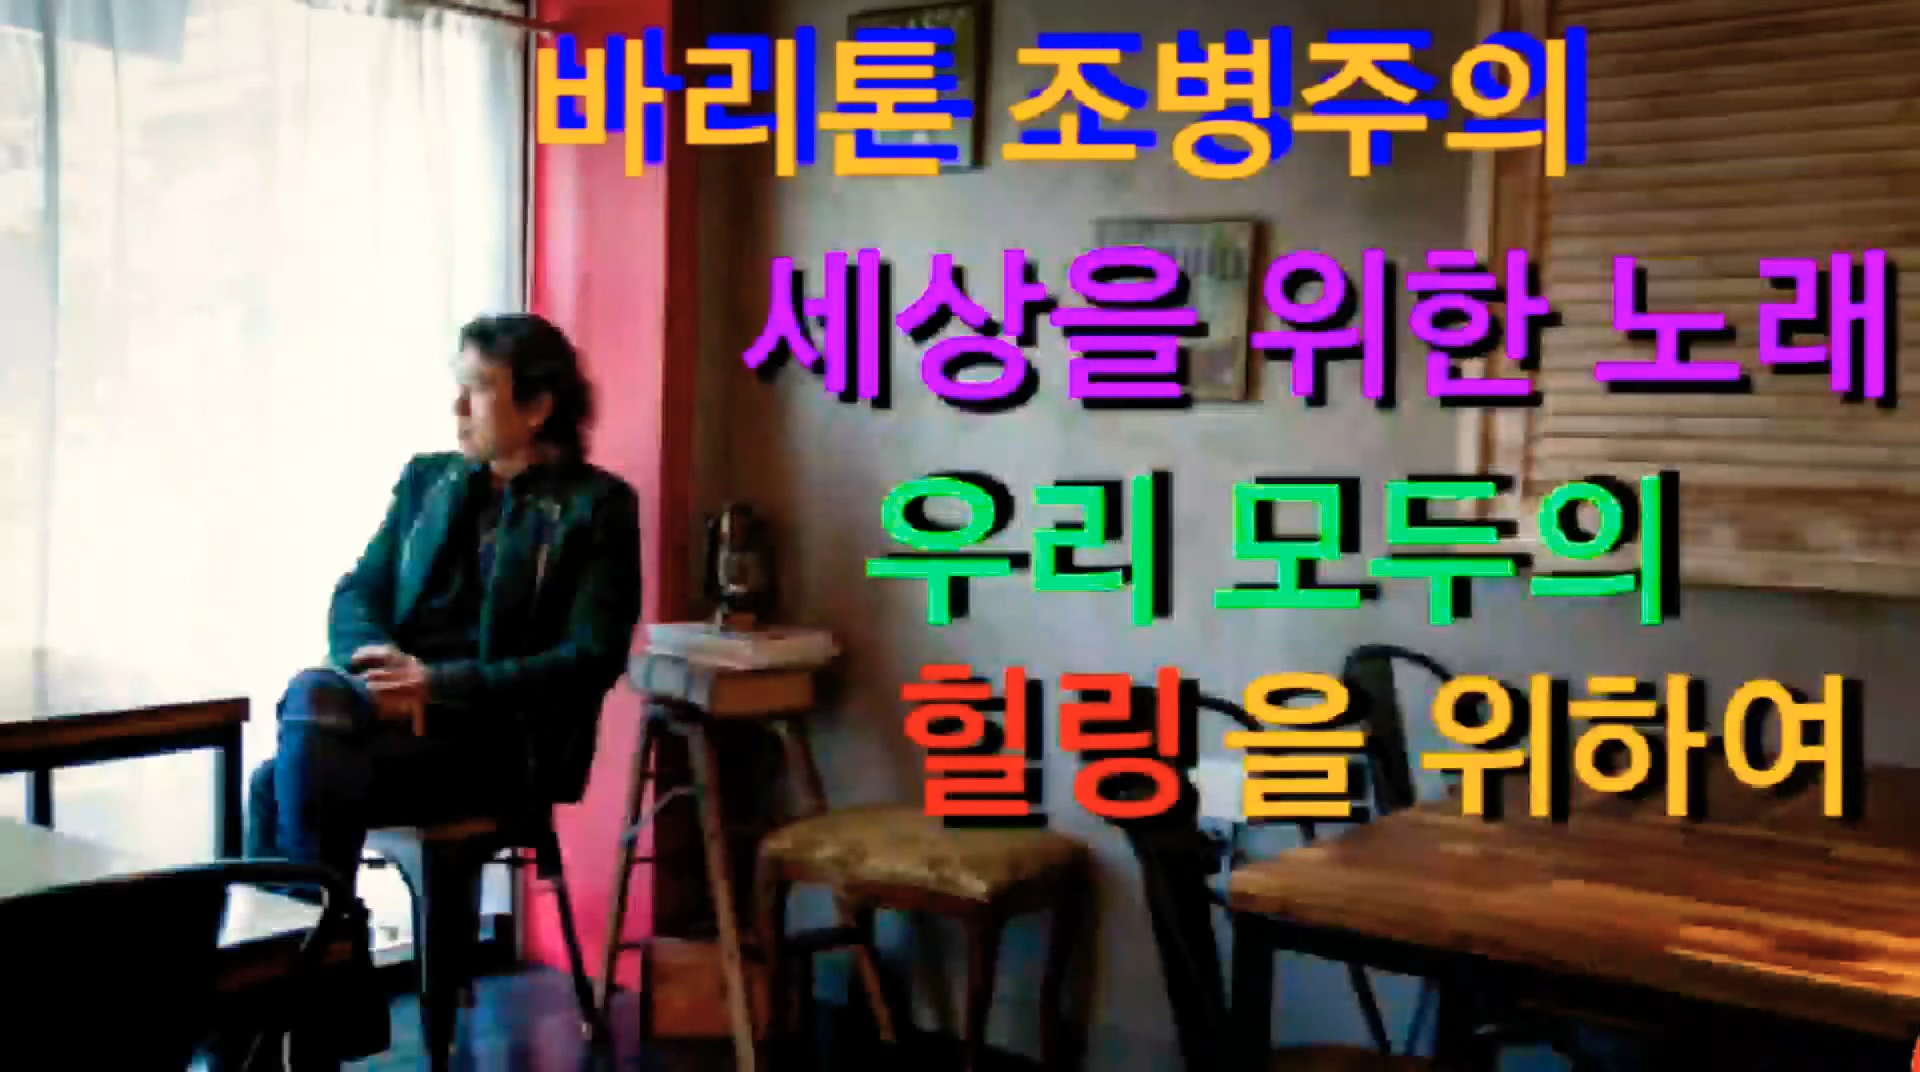 바리톤 조병주의
세상을 위한 노래
우리 모두의
힐링을 위하여